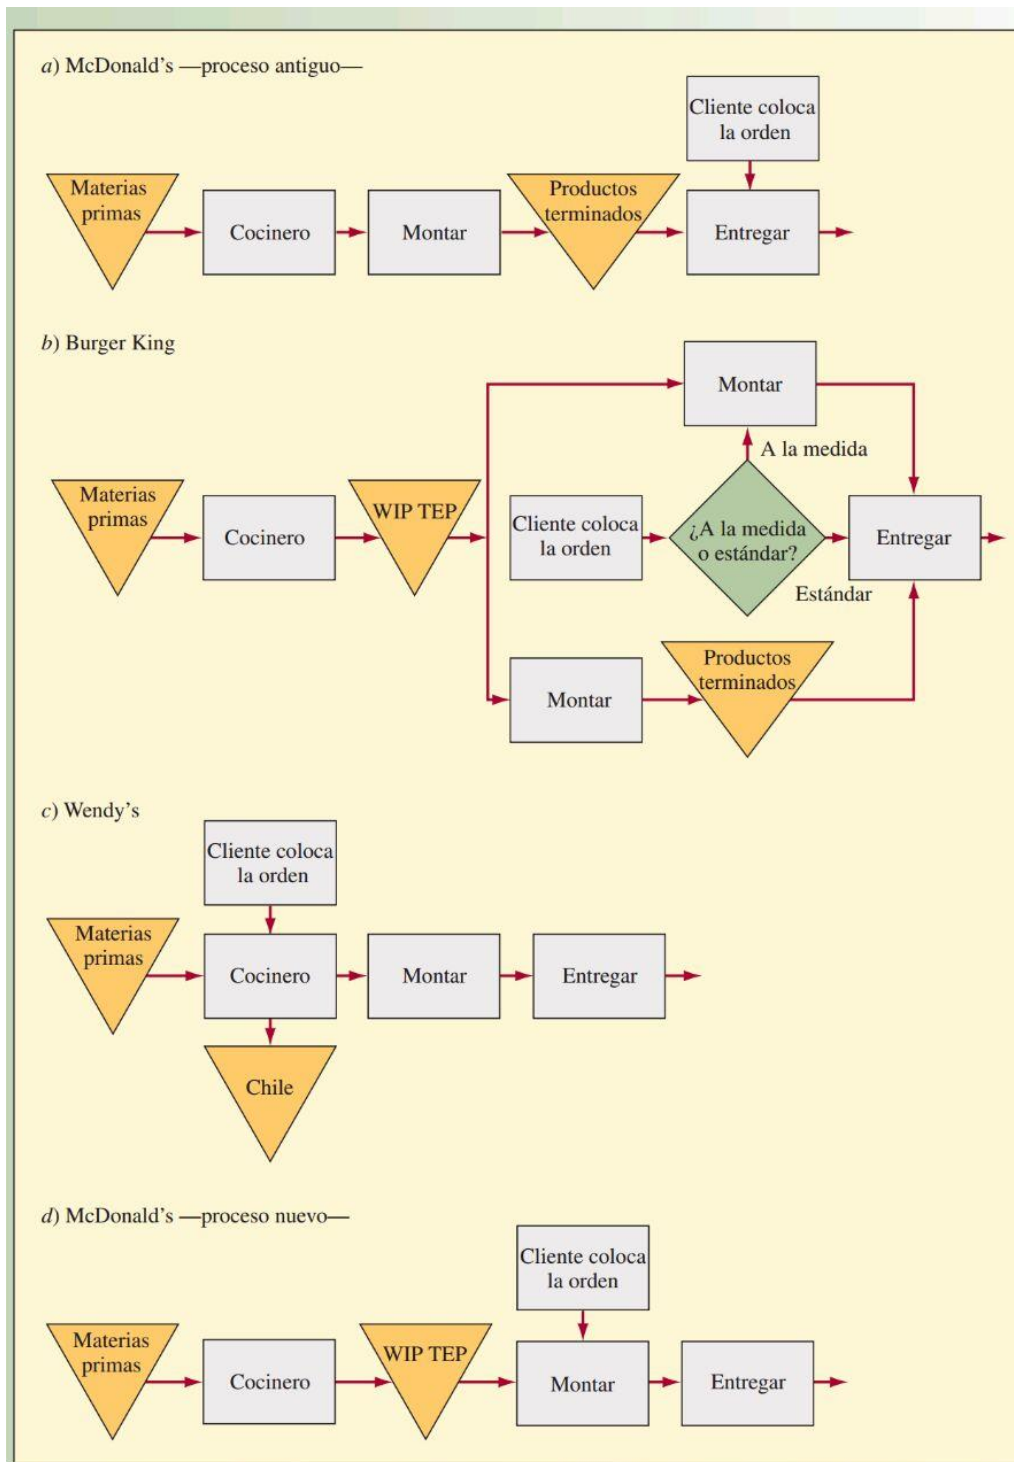 a) McDonald's —proceso antiguo—
Cliente coloca
la orden
Materias
primas
Cocinero
Montar
Productos
terminados
Entregar
b) Burger King
Montar
A la medida
Materias
primas
Cocinero
WIP TEP
Cliente coloca
la orden
¿A la medida
o estándar?
Entregar
Estándar
Montar
Productos
terminados
c) Wendy's
Cliente coloca
la orden
Materias
primas
Cocinero
Montar
Entregar
Chile
d) McDonald's —proceso nuevo—
Cliente coloca
la orden
Materias
primas
Cocinero
WIP TEP
Montar
Entregar